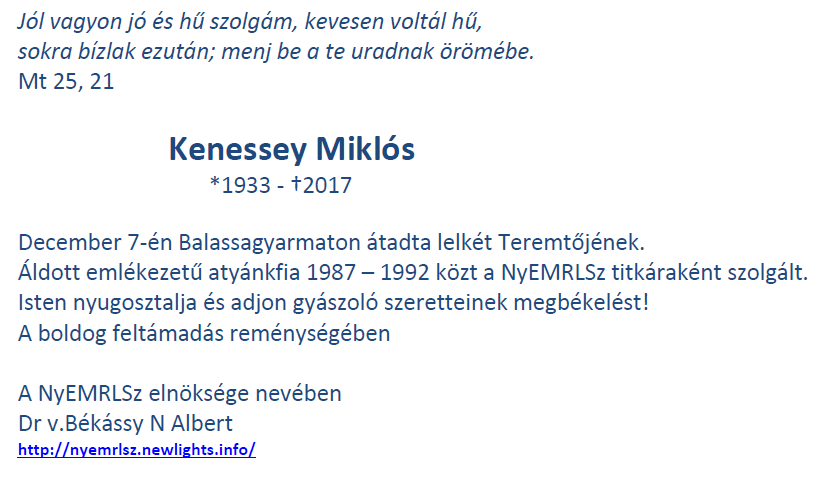 Jól vagyon jó és hű szolgám, kevesen voltál hű,
sokra bízlak ezután; menj be a te uradnak örömébe.
Mt 25, 21
Kenessey Miklós
*1933 - †2017
December 7-én Balassagyarmaton átadta lelkét Teremtőjének.
Áldott emlékezetű atyánkfia 1987 – 1992 közt a NyEMRLSz titkáraként szolgált.
Isten nyugosztalja és adjon gyászoló szeretteinek megbékelést!
A boldog feltámadás reménységében
A NyEMRLSz elnöksége nevében
Dr v.Békássy N Albert
http://nyemrlsz.newlights.info/